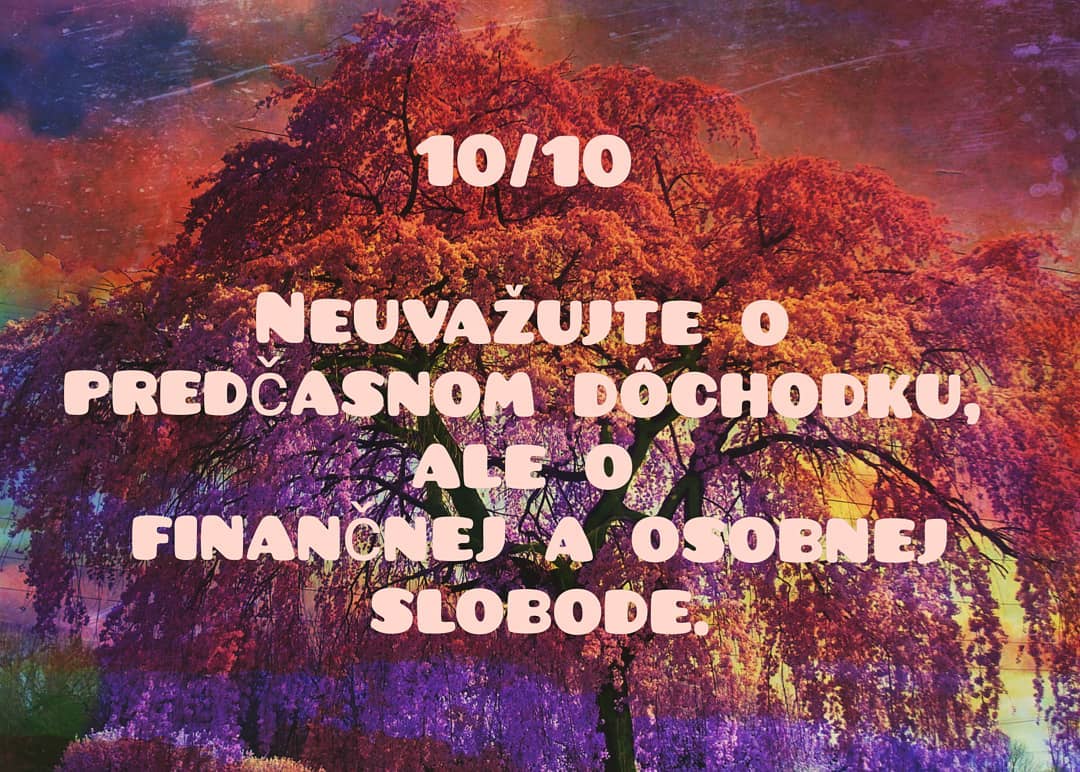 10/10
Neuvažujte o
predčasnom dôchodku,
ale o
finančnej a osobnej
slobode.